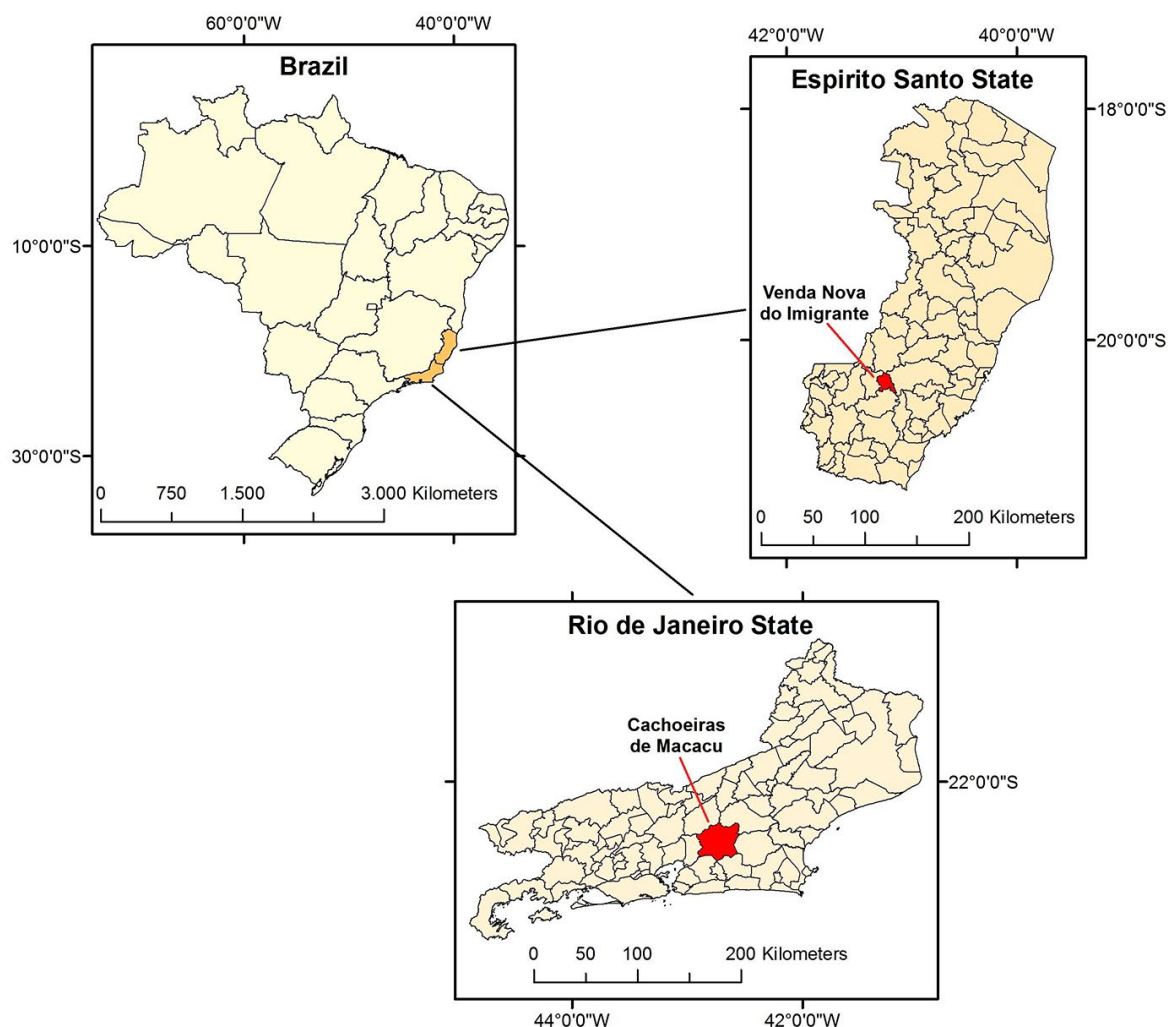 60°0'0"W
40°0'0"W
Brazil
10°0'0"S
30°0'0"S
0 750 1.500 3.000 Kilometers
42°0'0"W
40°0'0"W
Espirito Santo State
18°0'0"S
Venda Nova
do Imigrante
20°0'0"S
0 50 100 200 Kilometers
Rio de Janeiro State
Cachoeiras
de Macacu
22°0'0"S
0 50 100 200 Kilometers
44°0'0"W
42°0'0"W